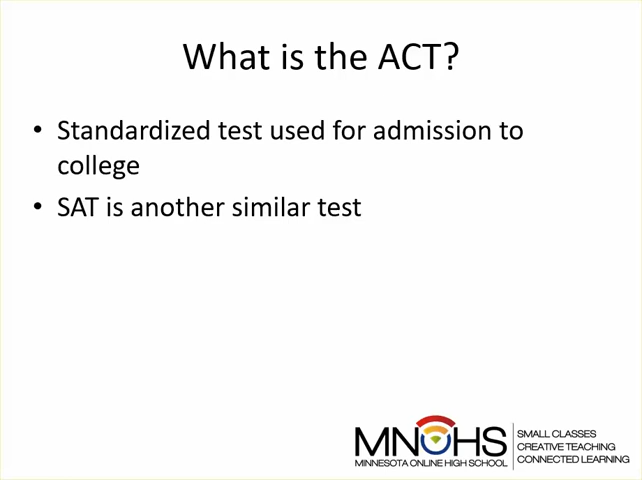 What is the ACT?
• Standardized test used for admission to
college
• SAT is another similar test
MNOHS
MINNESOTA ONLINE HIGH SCHOOL
SMALL CLASSES
CREATIVE TEACHING
CONNECTED LEARNING